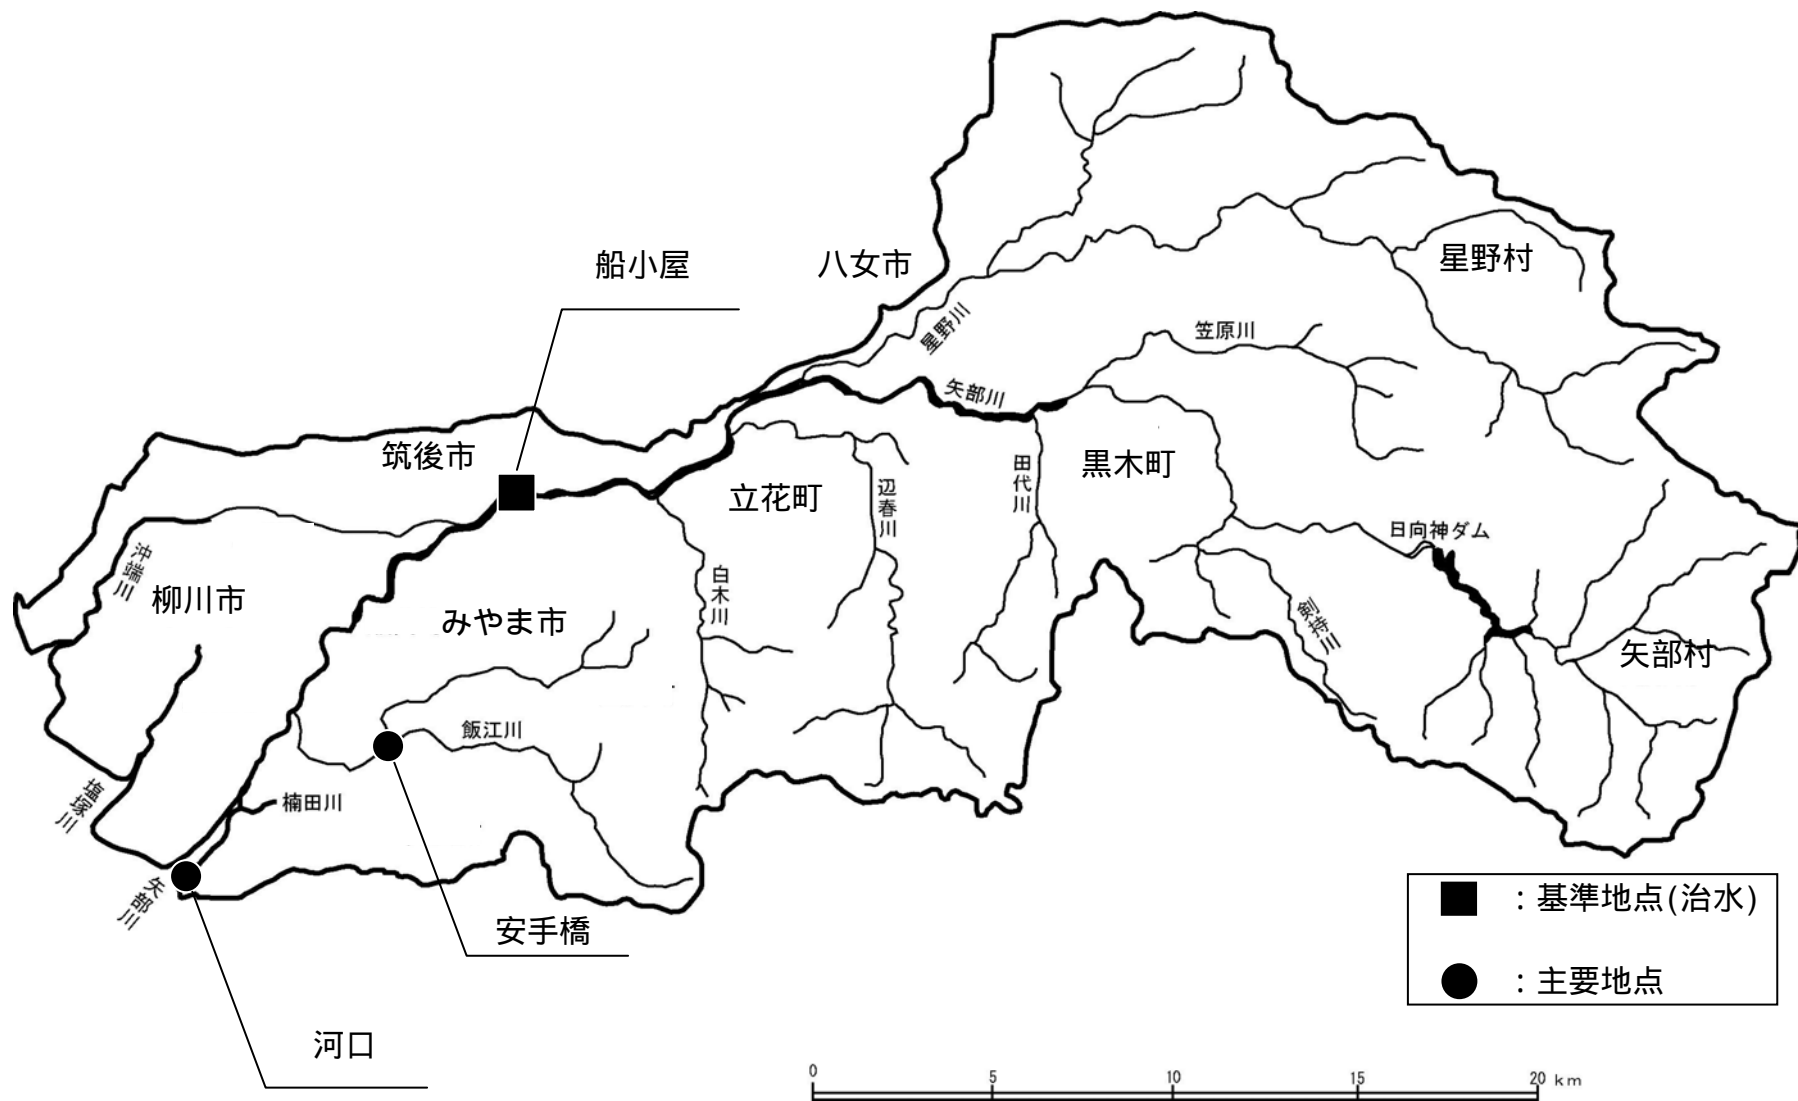 船小屋
八女市
星野村
星野川
笠原川
矢部川
筑後市
立花町
辺春川
田代川
黒木町
日向神ダム
沖端川
柳川市
みやま市
白木川
剣持川
矢部村
飯江川
塩塚川
楠田川
矢部川
安手橋
河口
：基準地点(治水)
：主要地点
0 5 10 15 20 km